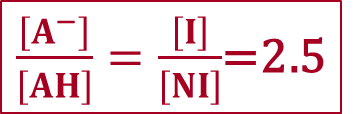 [A⁻]/[AH] = [I]/[NI] = 2.5